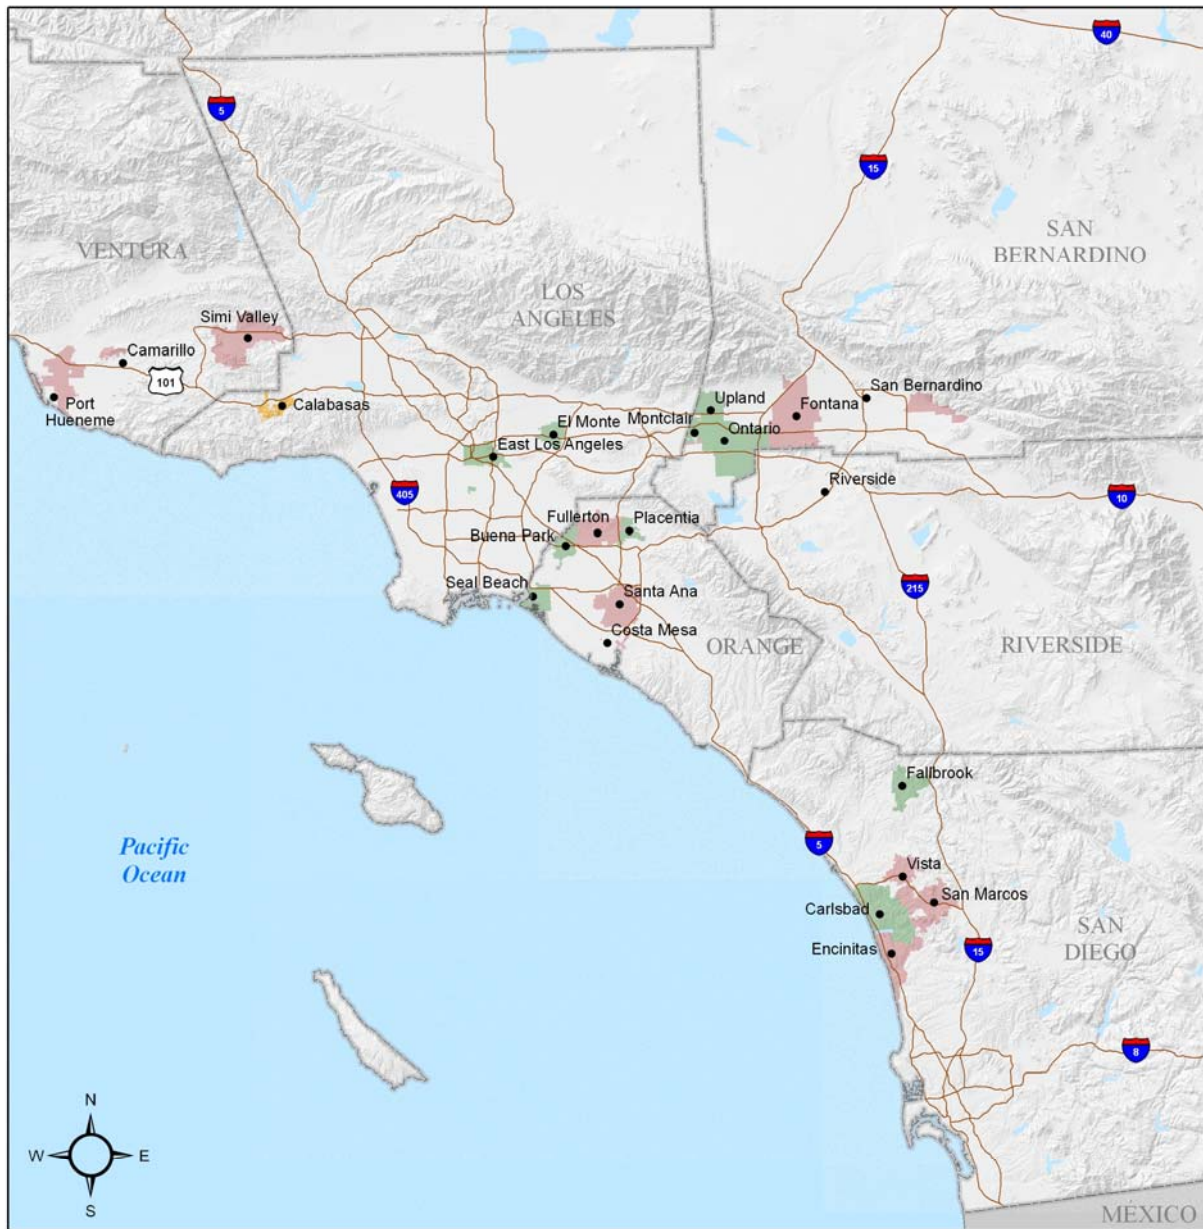 40
5
15
SAN
BERNARDINO
VENTURA
LOS
ANGELES
Simi Valley
Camarillo
101
Port
Hueneme
Calabasas
San Bernardino
Upland
Fontana
Montclair
El Monte
Ontario
East Los Angeles
Riverside
405
10
Fullerton
Placentia
Buena Park
Seal Beach
Santa Ana
215
Costa Mesa
ORANGE
RIVERSIDE
Fallbrook
Pacific
Ocean
5
Vista
San Marcos
Carlsbad
SAN
DIEGO
Encinitas
15
8
N
W
E
S
MÉXICO